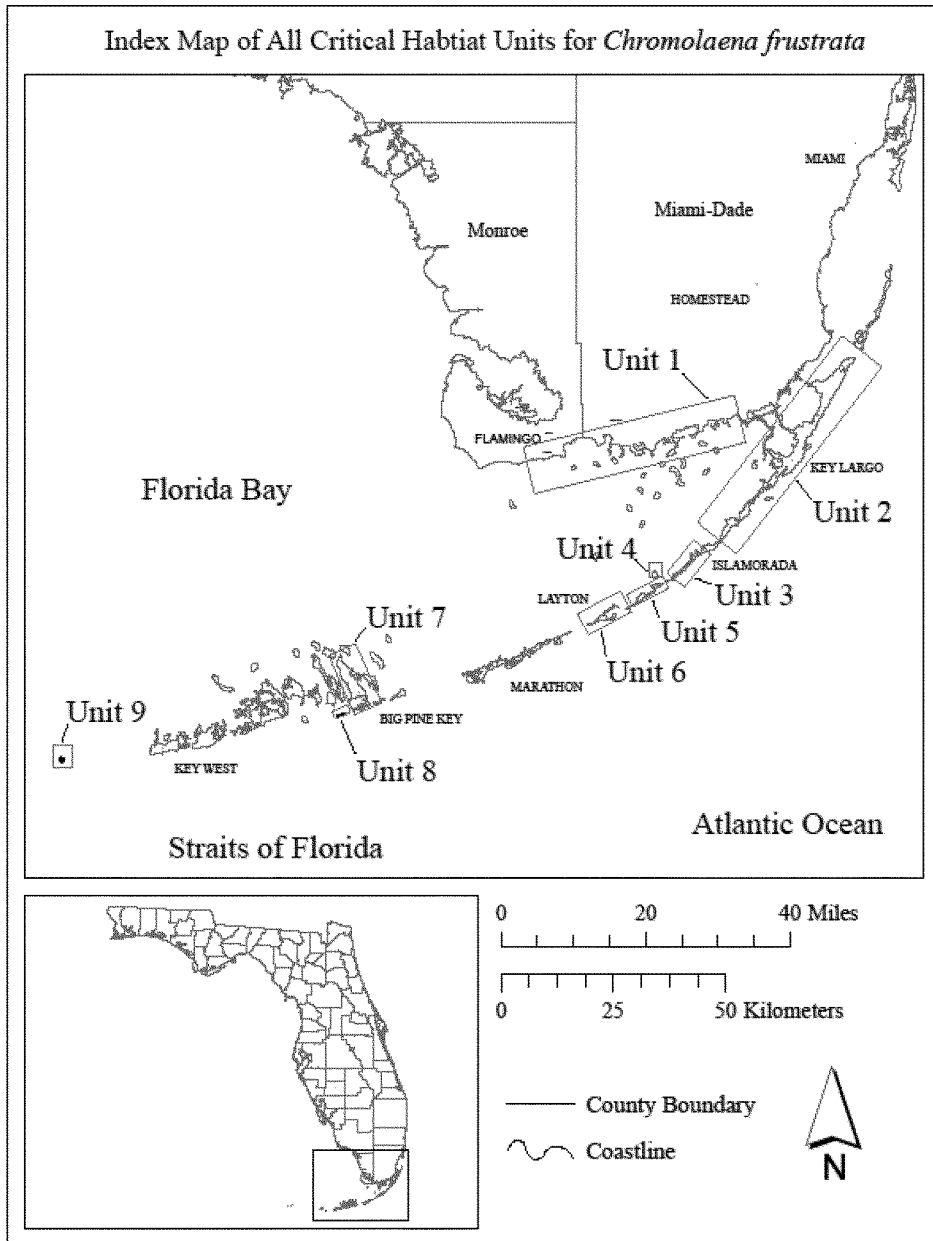 Index Map of All Critical Habtiat Units for Chromolaena frustrata
MIAMI
Miami-Dade
Monroe
HOMESTEAD
Unit 1
FLAMINGO
KEY LARGO
Florida Bay
Unit 2
Unit 4
ISLAMORADA
LAYTON
Unit 3
Unit 5
Unit 7
Unit 6
MARATHON
Unit 9
BIG PINE KEY
KEY WEST
Unit 8
Atlantic Ocean
Straits of Florida
0 20 40 Miles
0 25 50 Kilometers
County Boundary
Coastline
N